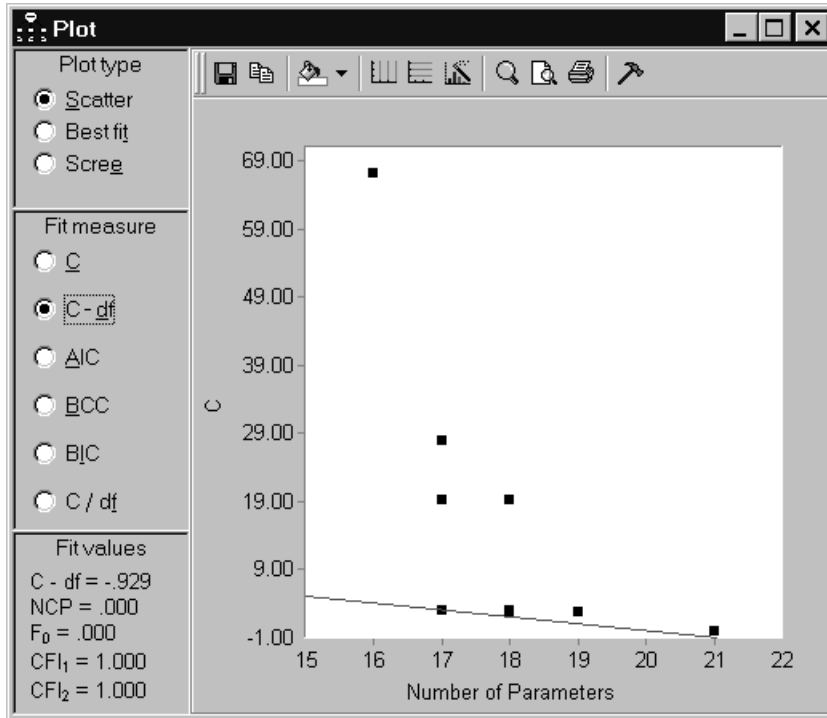 Plot
Plot type
Scatter
Best fit
Scree
Fit measure
C
C - df
AIC
BCC
BIC
C / df
Fit values
C - df = -.929
NCP = .000
F₀ = .000
CFI₁ = 1.000
CFI₂ = 1.000
69.00
59.00
49.00
39.00
29.00
19.00
9.00
-1.00
C
15 16 17 18 19 20 21 22
Number of Parameters